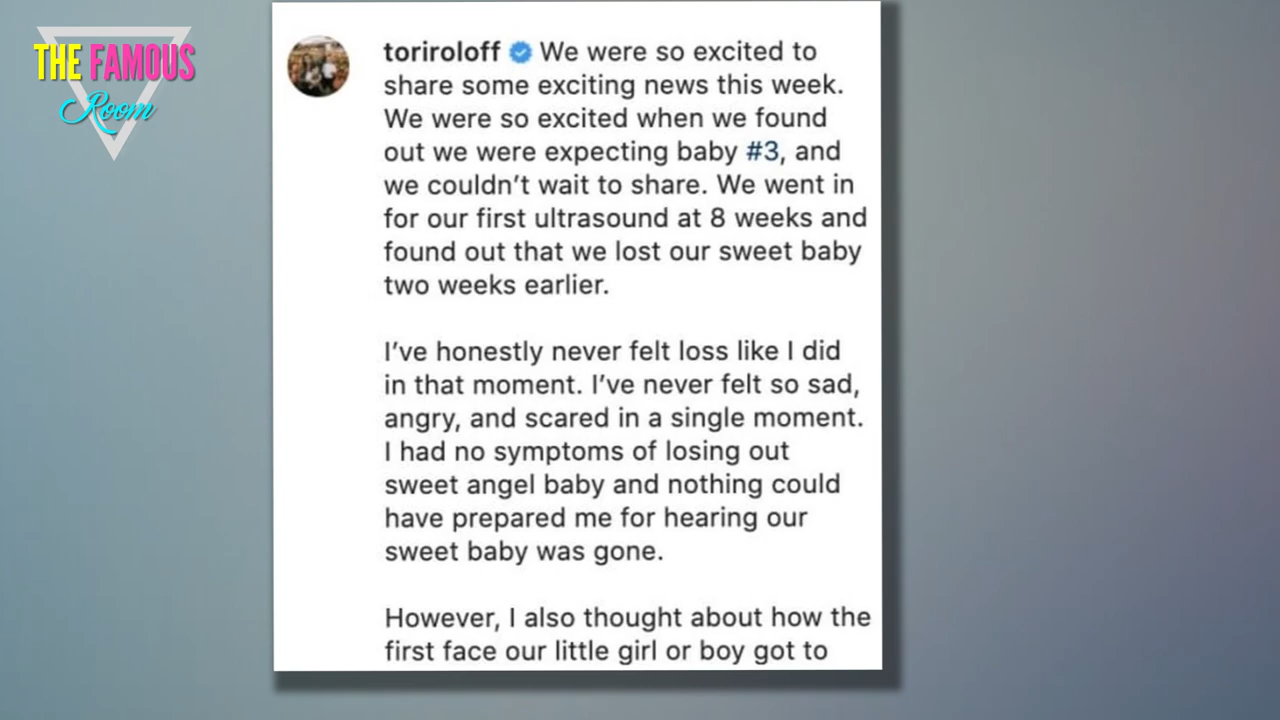 THE FAMOUS
Room
toriroloff We were so excited to
share some exciting news this week.
We were so excited when we found
out we were expecting baby #3, and
we couldn’t wait to share. We went in
for our first ultrasound at 8 weeks and
found out that we lost our sweet baby
two weeks earlier.
I’ve honestly never felt loss like I did
in that moment. I’ve never felt so sad,
angry, and scared in a single moment.
I had no symptoms of losing out
sweet angel baby and nothing could
have prepared me for hearing our
sweet baby was gone.
However, I also thought about how the
first face our little girl or boy got to